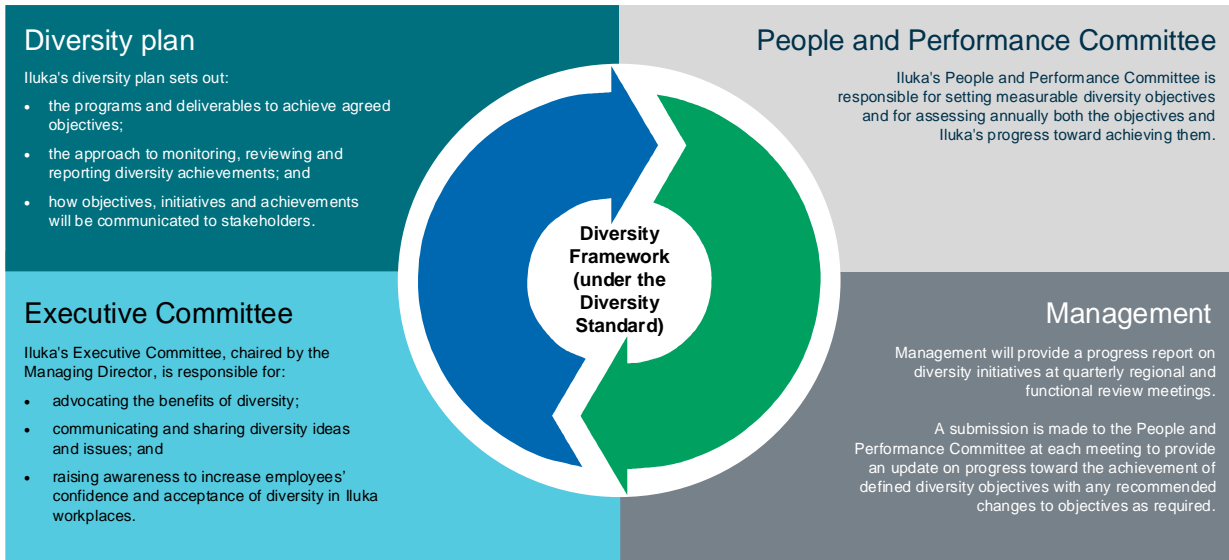 Diversity plan
Iluka's diversity plan sets out:
• the programs and deliverables to achieve agreed
objectives;
• the approach to monitoring, reviewing and
reporting diversity achievements; and
• how objectives, initiatives and achievements
will be communicated to stakeholders.
People and Performance Committee
Iluka's People and Performance Committee is
responsible for setting measurable diversity objectives
and for assessing annually both the objectives and
Iluka's progress toward achieving them.
Diversity
Framework
(under the
Diversity
Standard)
Executive Committee
Iluka's Executive Committee, chaired by the
Managing Director, is responsible for:
• advocating the benefits of diversity;
• communicating and sharing diversity ideas
and issues; and
• raising awareness to increase employees'
confidence and acceptance of diversity in Iluka
workplaces.
Management
Management will provide a progress report on
diversity initiatives at quarterly regional and
functional review meetings.
A submission is made to the People and
Performance Committee at each meeting to provide
an update on progress toward the achievement of
defined diversity objectives with any recommended
changes to objectives as required.